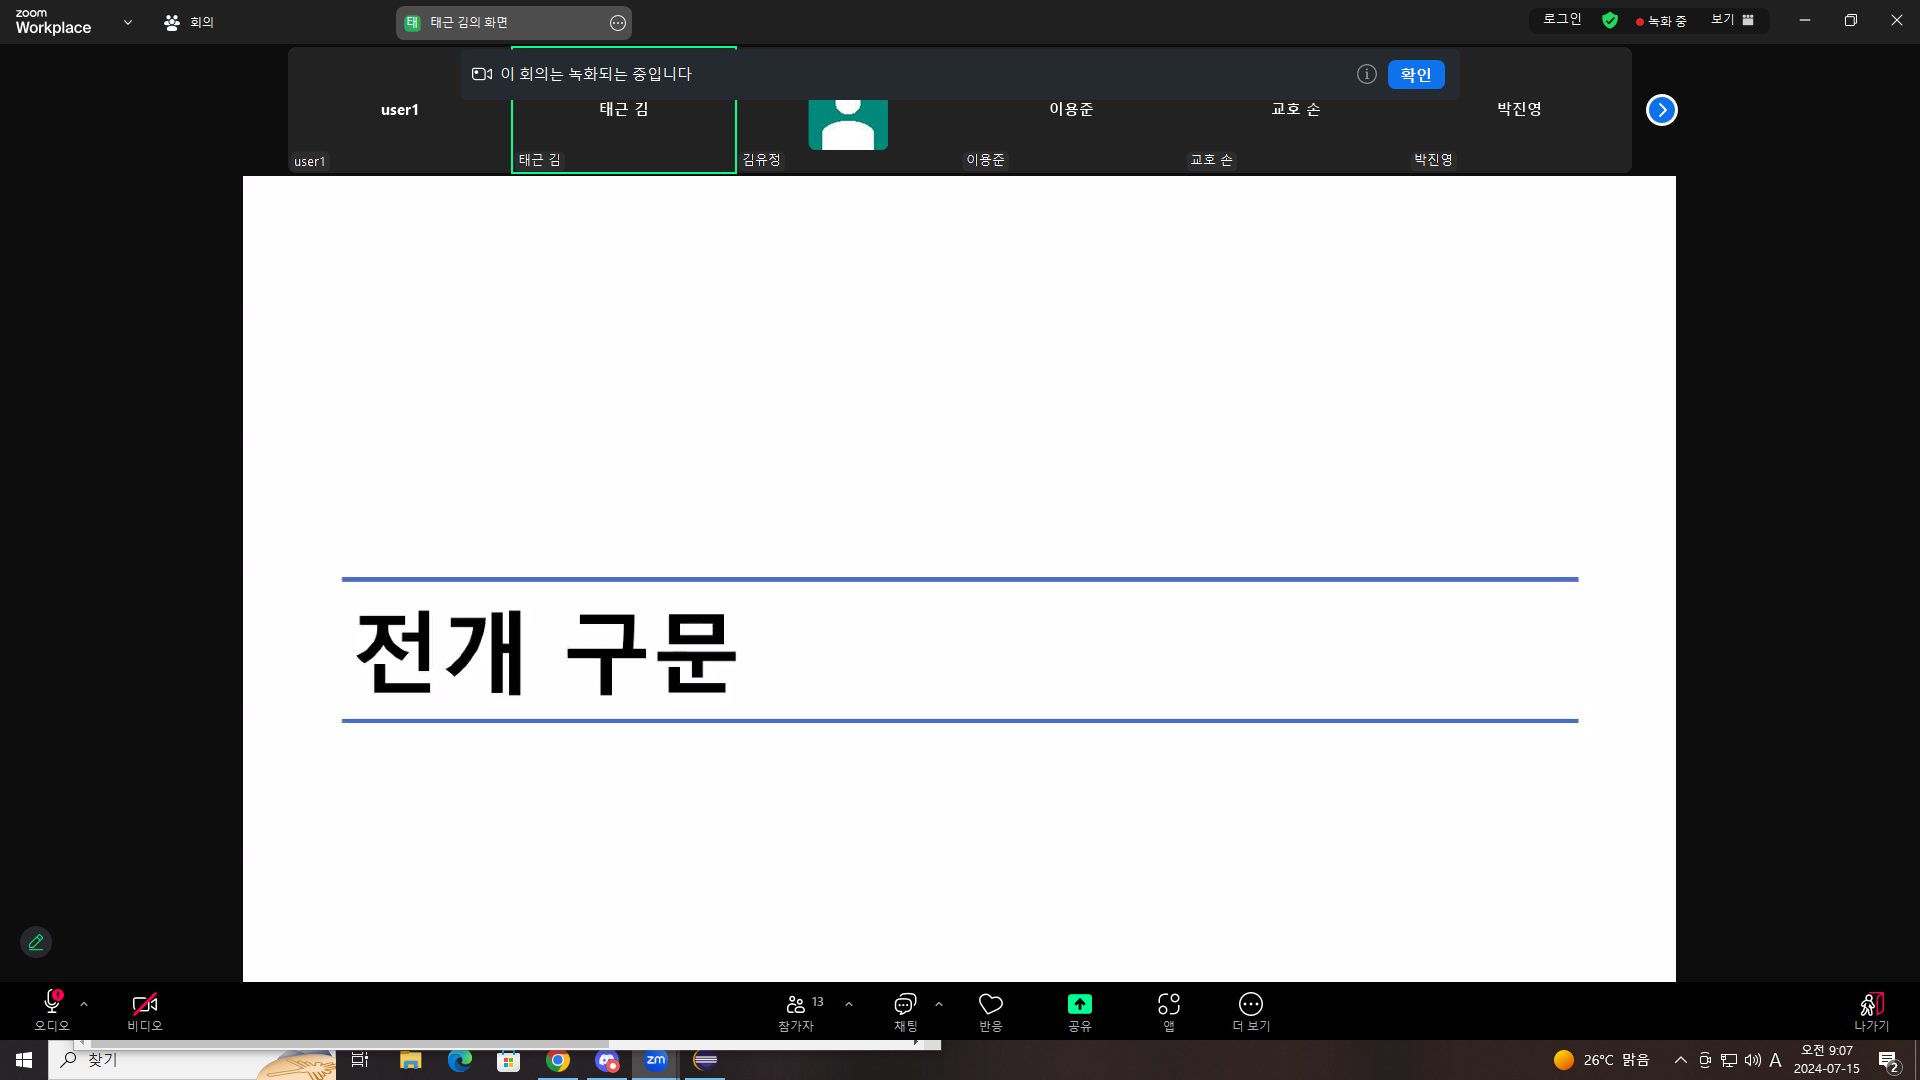 zoom
Workplace
회의
태 태근 김의 화면
로그인
녹화 중
보기
이 회의는 녹화되는 중입니다
확인
user1
태근 김
이용준
교호 손
박진영
user1
태근 김
김유정
이용준
교호 손
박진영
전개 구문
오디오
비디오
13
참가자
채팅
반응
공유
앱
더 보기
나가기
찾기
zm
26°C 맑음
A
오전 9:07
2024-07-15
2